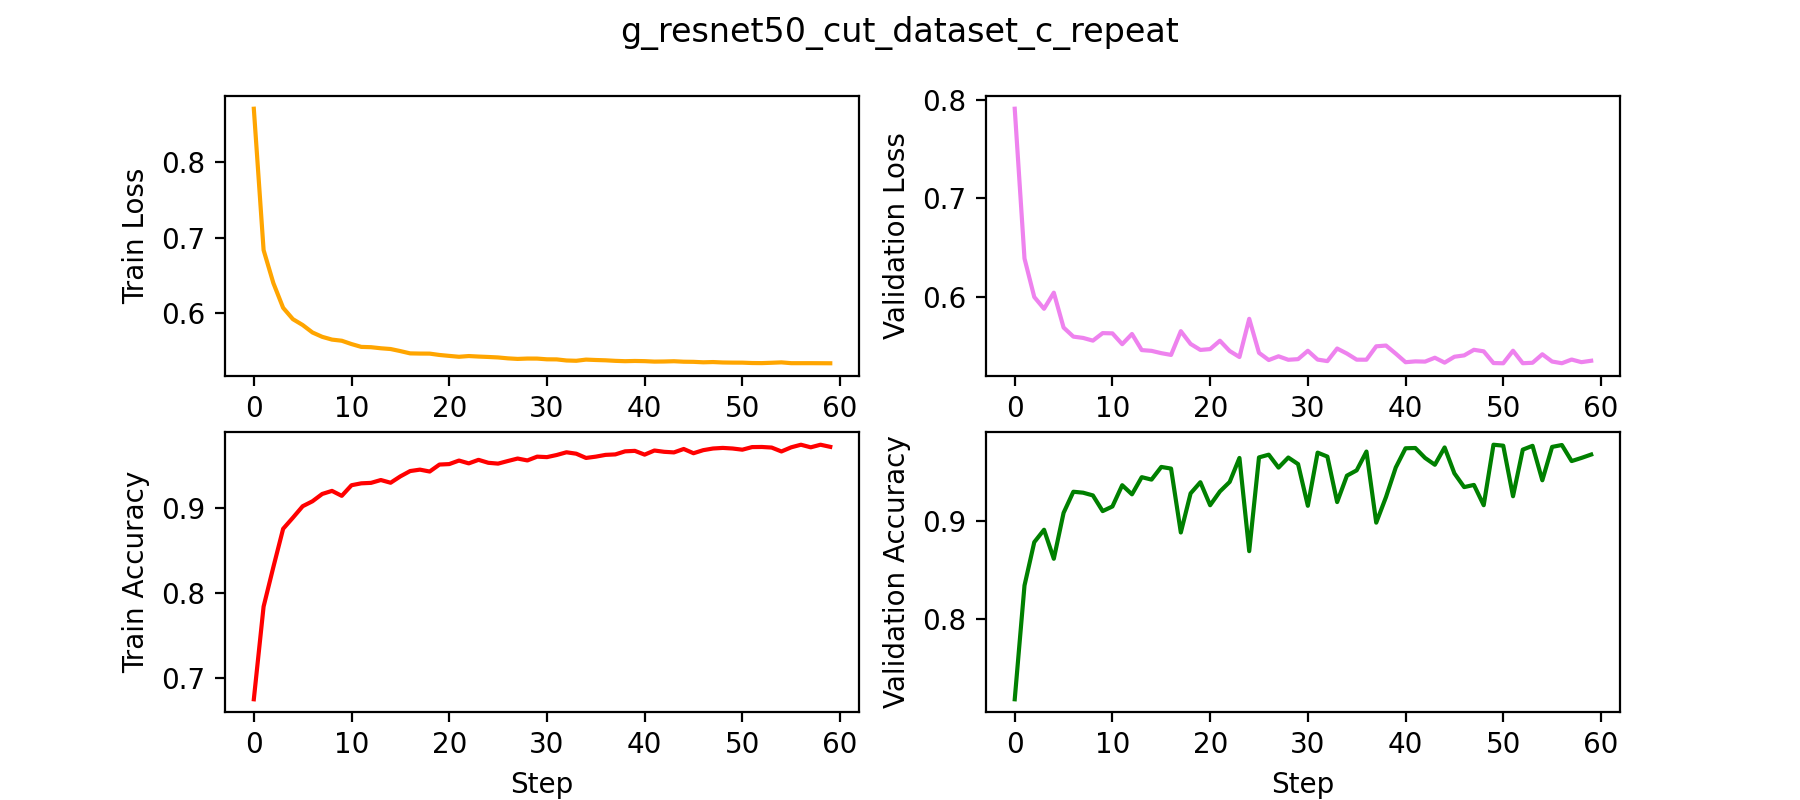 g_resnet50_cut_dataset_c_repeat
Train Loss
0.8
0.7
0.6
0 10 20 30 40 50 60
Validation Loss
0.8
0.7
0.6
0 10 20 30 40 50 60
Train Accuracy
0.9
0.8
0.7
0 10 20 30 40 50 60
Step
Validation Accuracy
0.9
0.8
0 10 20 30 40 50 60
Step